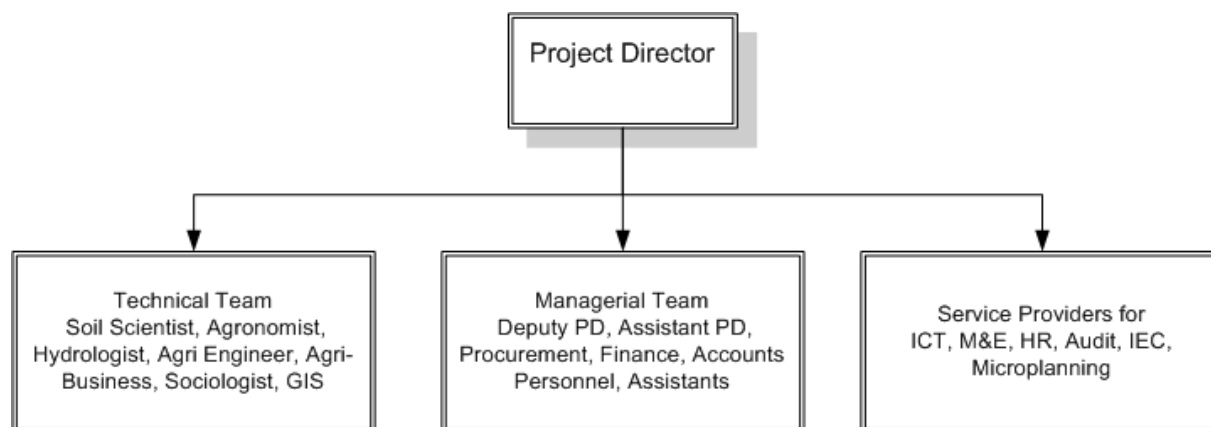 Project Director
Technical Team
Soil Scientist, Agronomist,
Hydrologist, Agri Engineer, Agri-
Business, Sociologist, GIS
Managerial Team
Deputy PD, Assistant PD,
Procurement, Finance, Accounts
Personnel, Assistants
Service Providers for
ICT, M&E, HR, Audit, IEC,
Microplanning